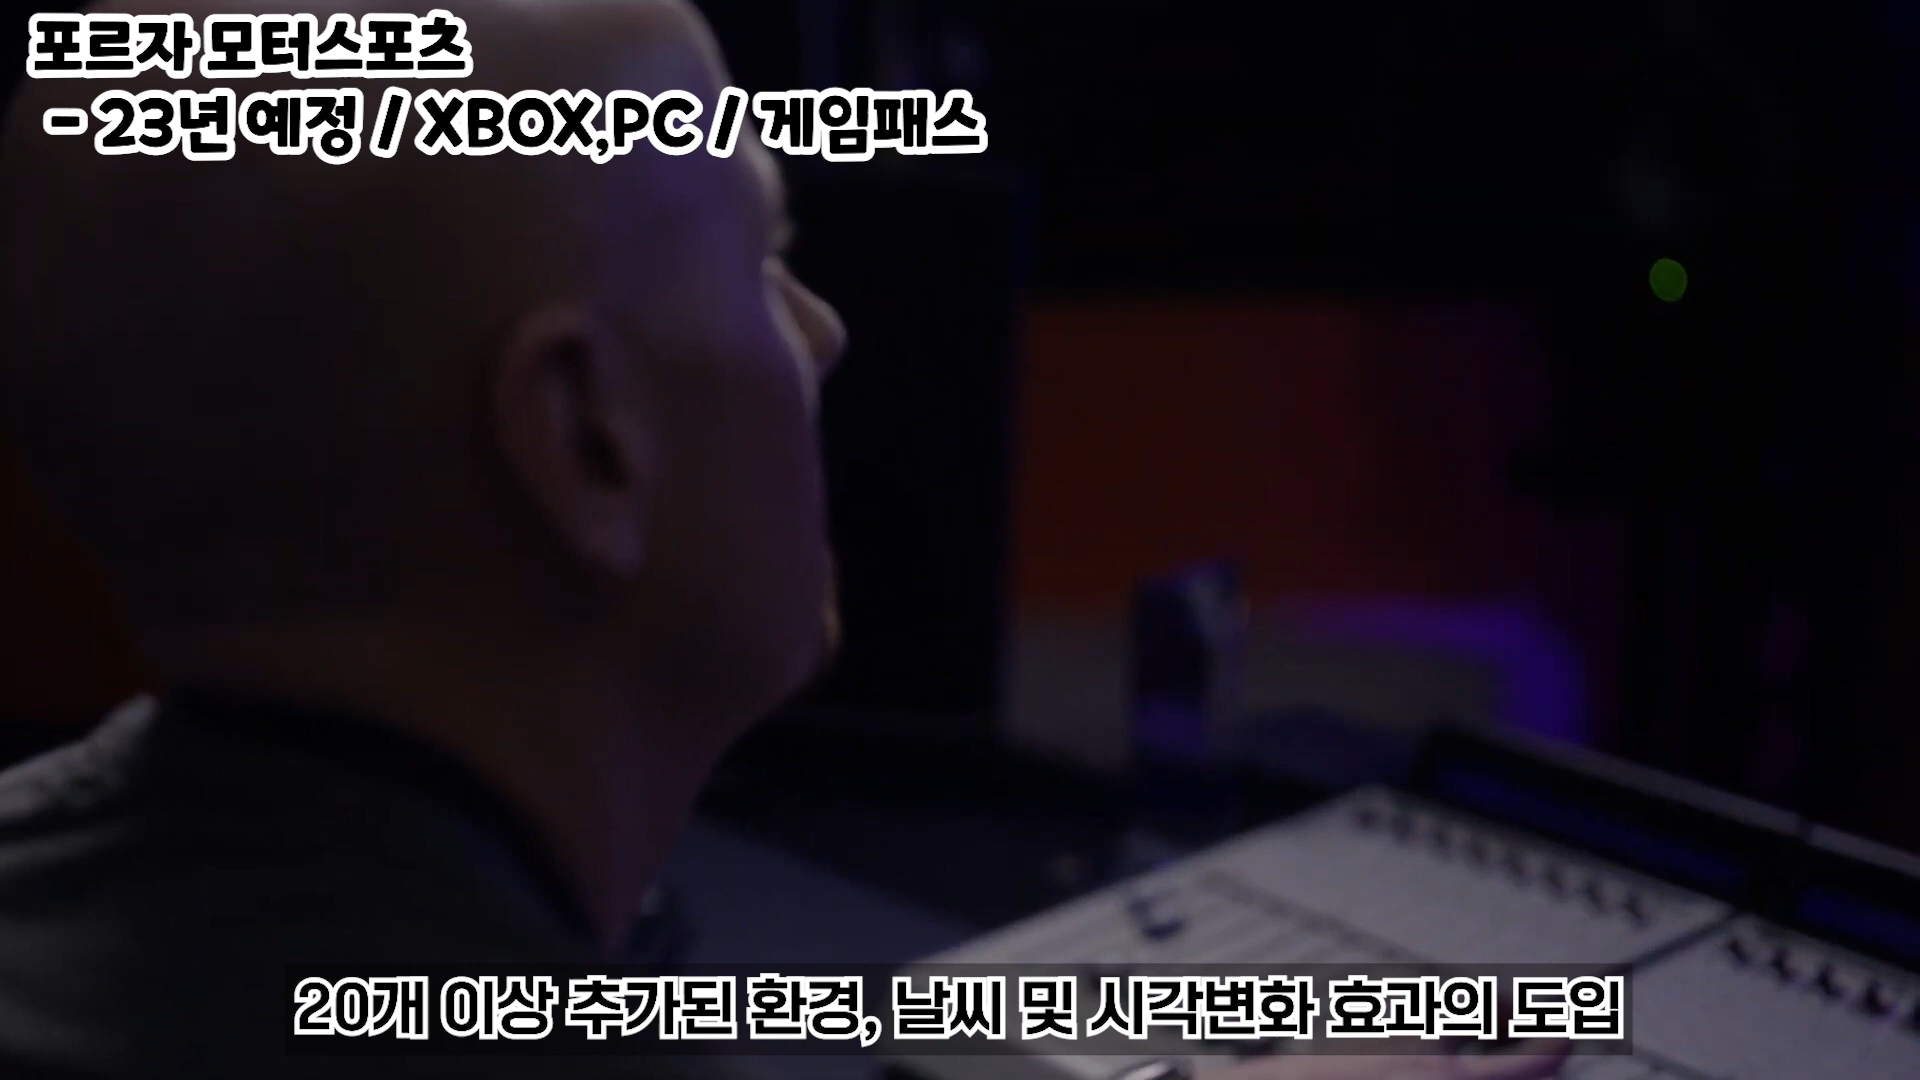 포르자 모터스포츠
- 23년 예정 / XBOX,PC / 게임패스
20개 이상 추가된 환경, 날씨 및 시각변화 효과의 도입